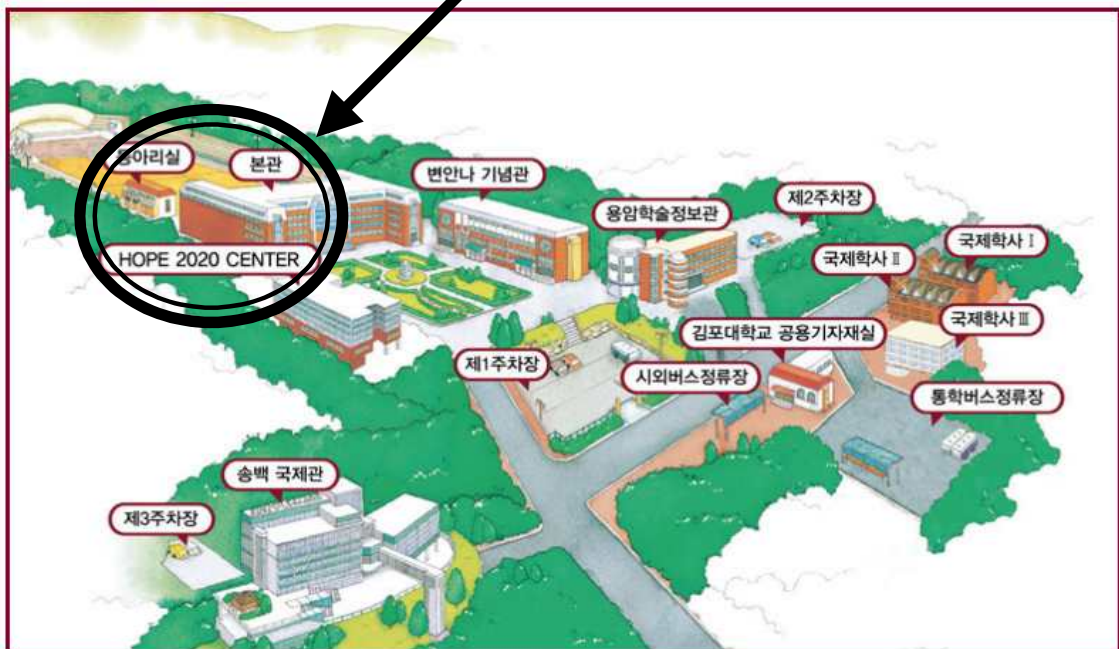 동아리실
본관
변안나 기념관
용암학술정보관
제2주차장
국제학사 Ⅰ
국제학사 Ⅱ
국제학사 Ⅲ
HOPE 2020 CENTER
김포대학교 공용기자재실
제1주차장
시외버스정류장
통학버스정류장
송백 국제관
제3주차장